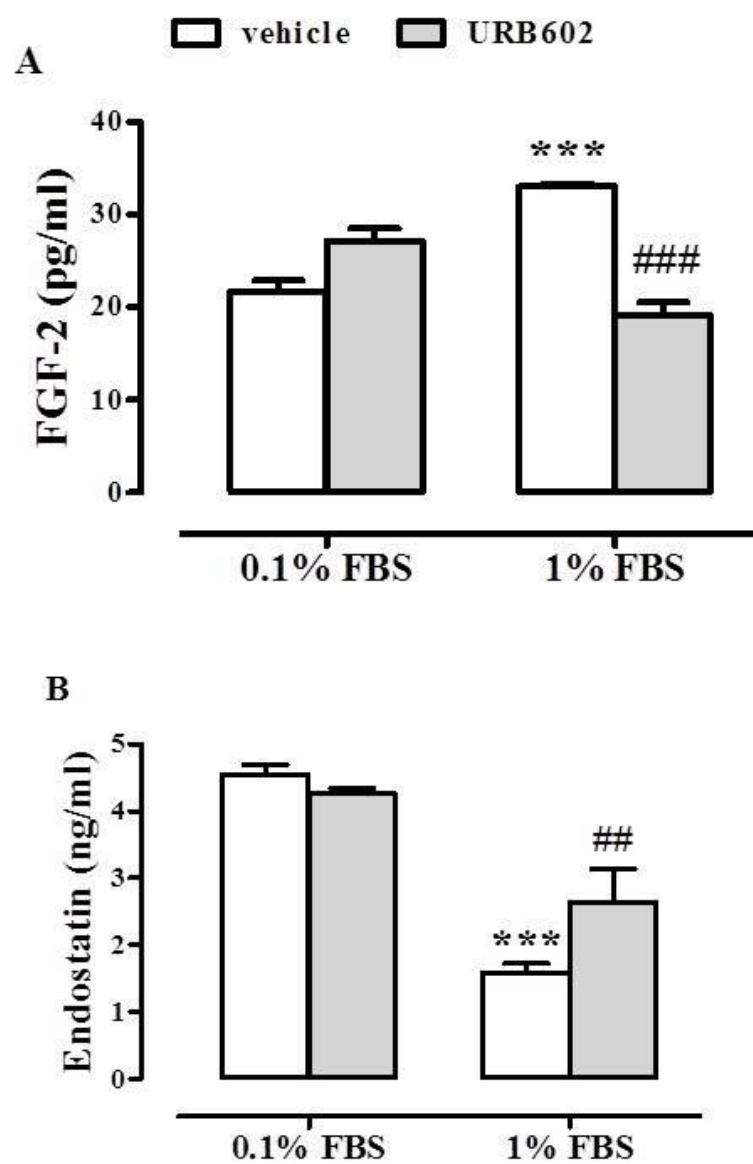 vehicle URB602
A
40
***
30
###
FGF-2 (pg/ml)
20
10
0
0.1% FBS 1% FBS
B
5
4
##
3
Endostatin (ng/ml)
2
***
1
0
0.1% FBS 1% FBS